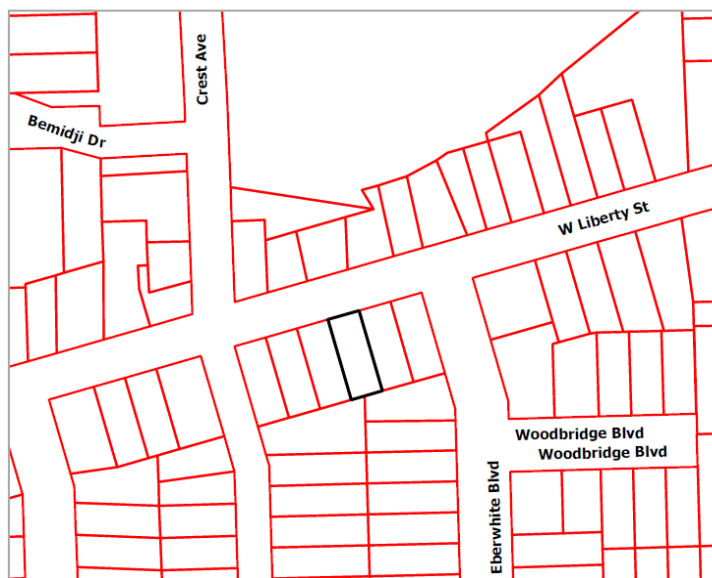 Crest Ave
Bemidji Dr
W Liberty St
Woodbridge Blvd
Woodbridge Blvd
Eberwhite Blvd